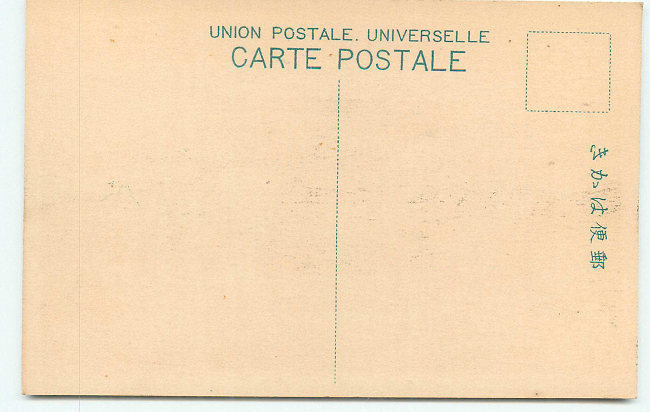 UNION POSTALE. UNIVERSELLE
CARTE POSTALE
郵便はかき